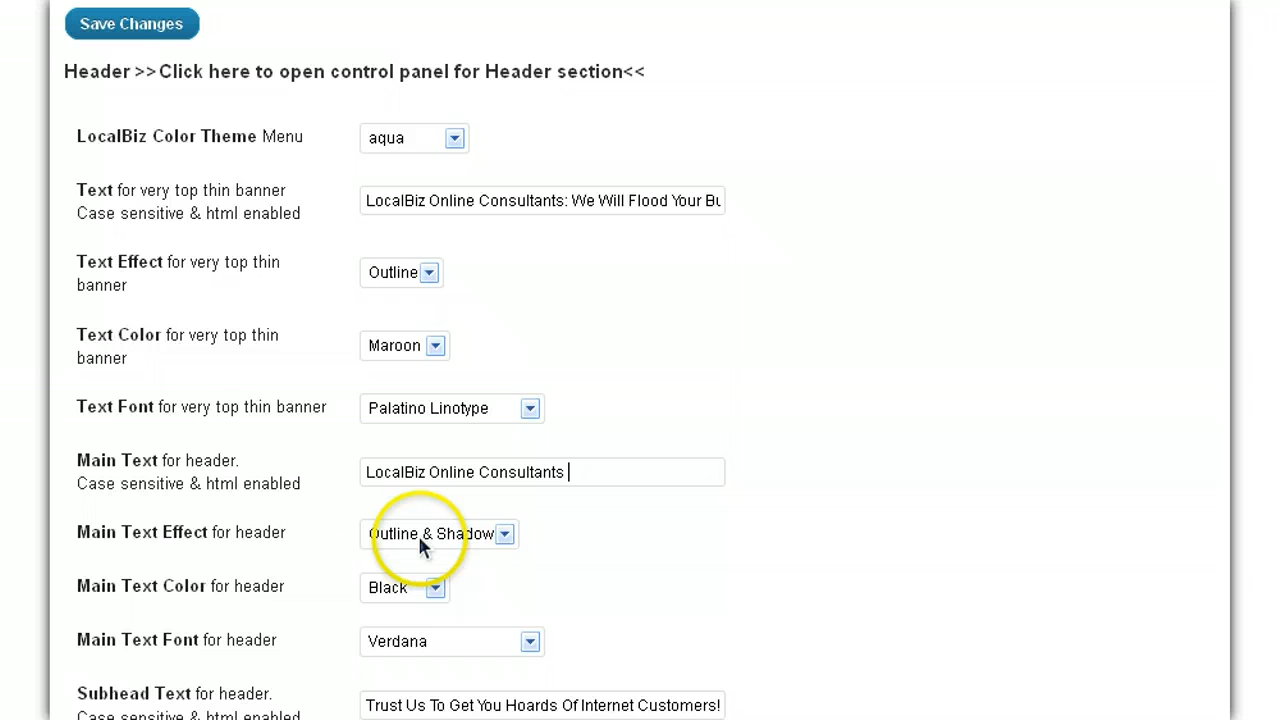 Save Changes
Header >>Click here to open control panel for Header section<<
LocalBiz Color Theme Menu
aqua
Text for very top thin banner
Case sensitive & html enabled
LocalBiz Online Consultants: We Will Flood Your Bu
Text Effect for very top thin
banner
Outline
Text Color for very top thin
banner
Maroon
Text Font for very top thin banner
Palatino Linotype
Main Text for header.
Case sensitive & html enabled
LocalBiz Online Consultants
Main Text Effect for header
Outline & Shadow
Main Text Color for header
Black
Main Text Font for header
Verdana
Subhead Text for header.
Case sensitive & html enabled
Trust Us To Get You Hoards Of Internet Customers!